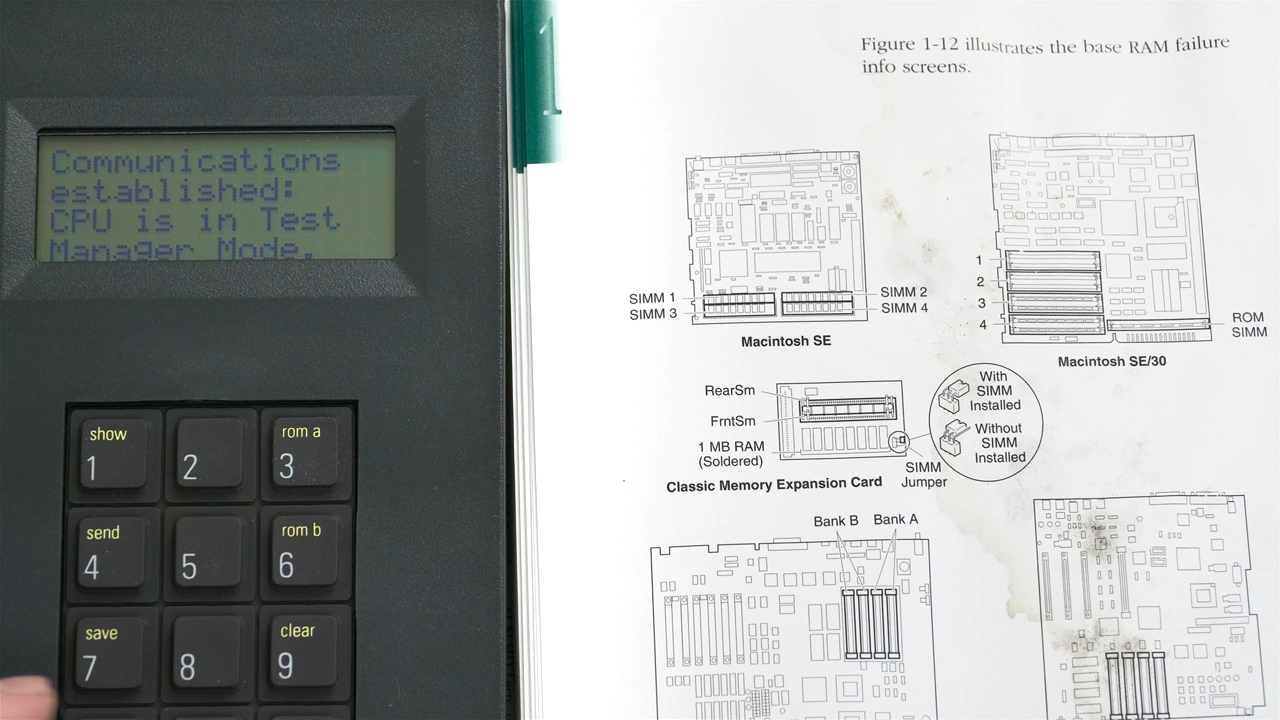 Communications
established:
CPU is in Test
Manager Mode.
show
1
2
rom a
3
send
4
5
rom b
6
save
7
8
clear
9
Figure 1-12 illustrates the base RAM failure
info screens.
SIMM 1
SIMM 3
SIMM 2
SIMM 4
Macintosh SE
1
2
3
4
ROM
SIMM
Macintosh SE/30
RearSm
FrntSm
1 MB RAM
(Soldered)
SIMM
Jumper
With
SIMM
Installed
Without
SIMM
Installed
Classic Memory Expansion Card
Bank B
Bank A